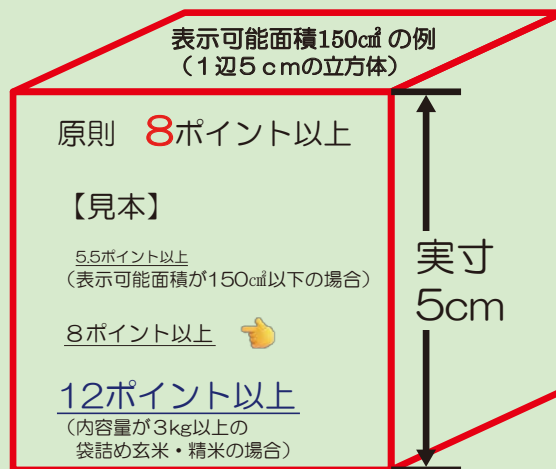 表示可能面積150㎠の例
（1辺5cmの立方体）
原則 8ポイント以上
【見本】
5.5ポイント以上
（表示可能面積が150㎠以下の場合）
8ポイント以上
12ポイント以上
（内容量が3kg以上の
袋詰め玄米・精米の場合）
実寸
5cm